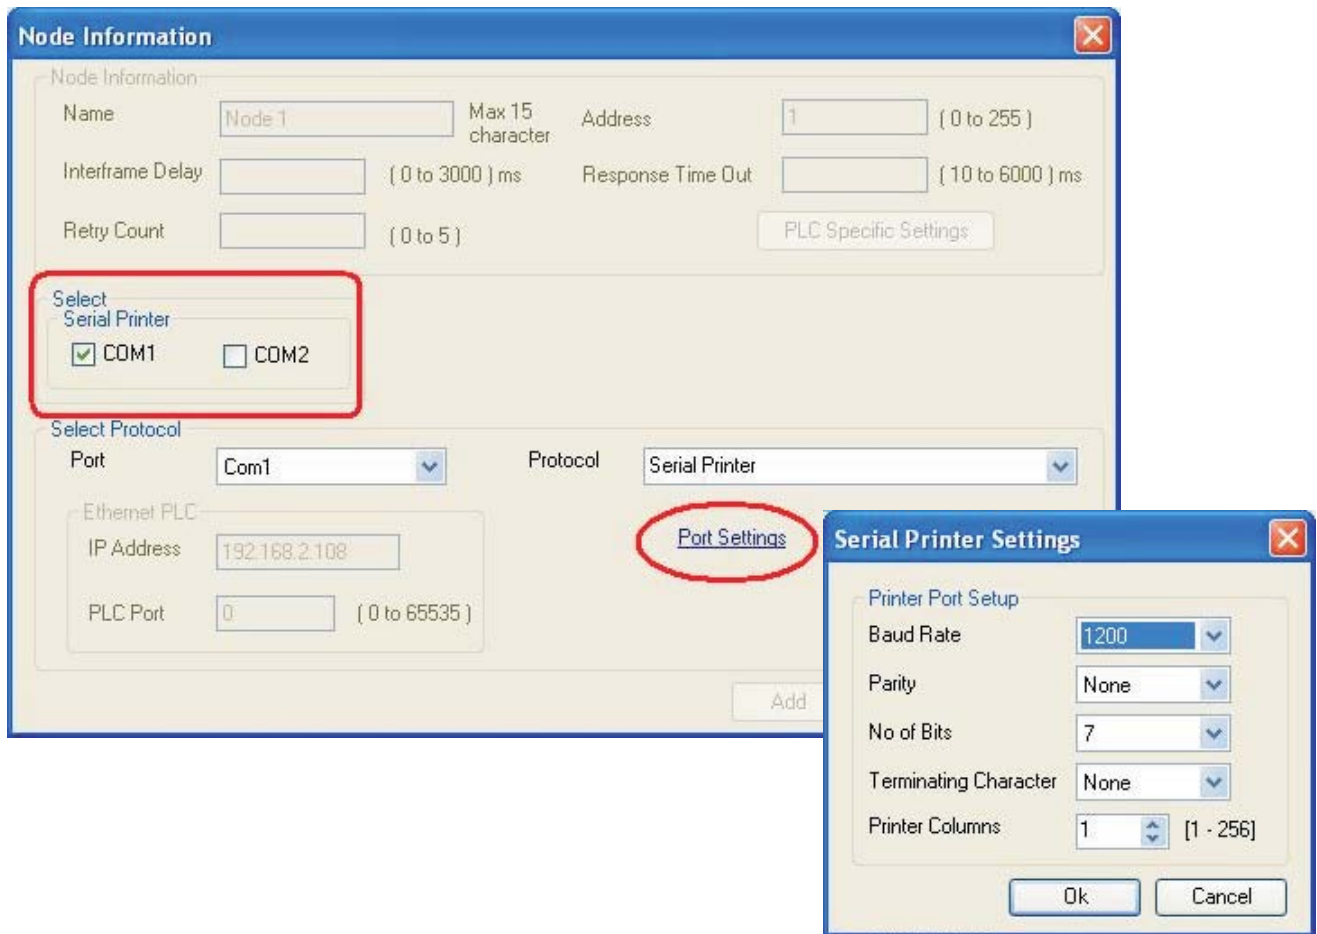 Node Information
Node Information
Name
Node 1
Max 15
character
Address
1
( 0 to 255 )
Interframe Delay
( 0 to 3000 ) ms
Response Time Out
( 10 to 6000 ) ms
Retry Count
( 0 to 5 )
PLC Specific Settings
Select
Serial Printer
COM1
COM2
Select Protocol
Port
Com1
Protocol
Serial Printer
Ethernet PLC
IP Address
192.168.2.108
PLC Port
0
( 0 to 65535 )
Port Settings
Add
Serial Printer Settings
Printer Port Setup
Baud Rate
1200
Parity
None
No of Bits
7
Terminating Character
None
Printer Columns
1
[1 - 256]
Ok
Cancel